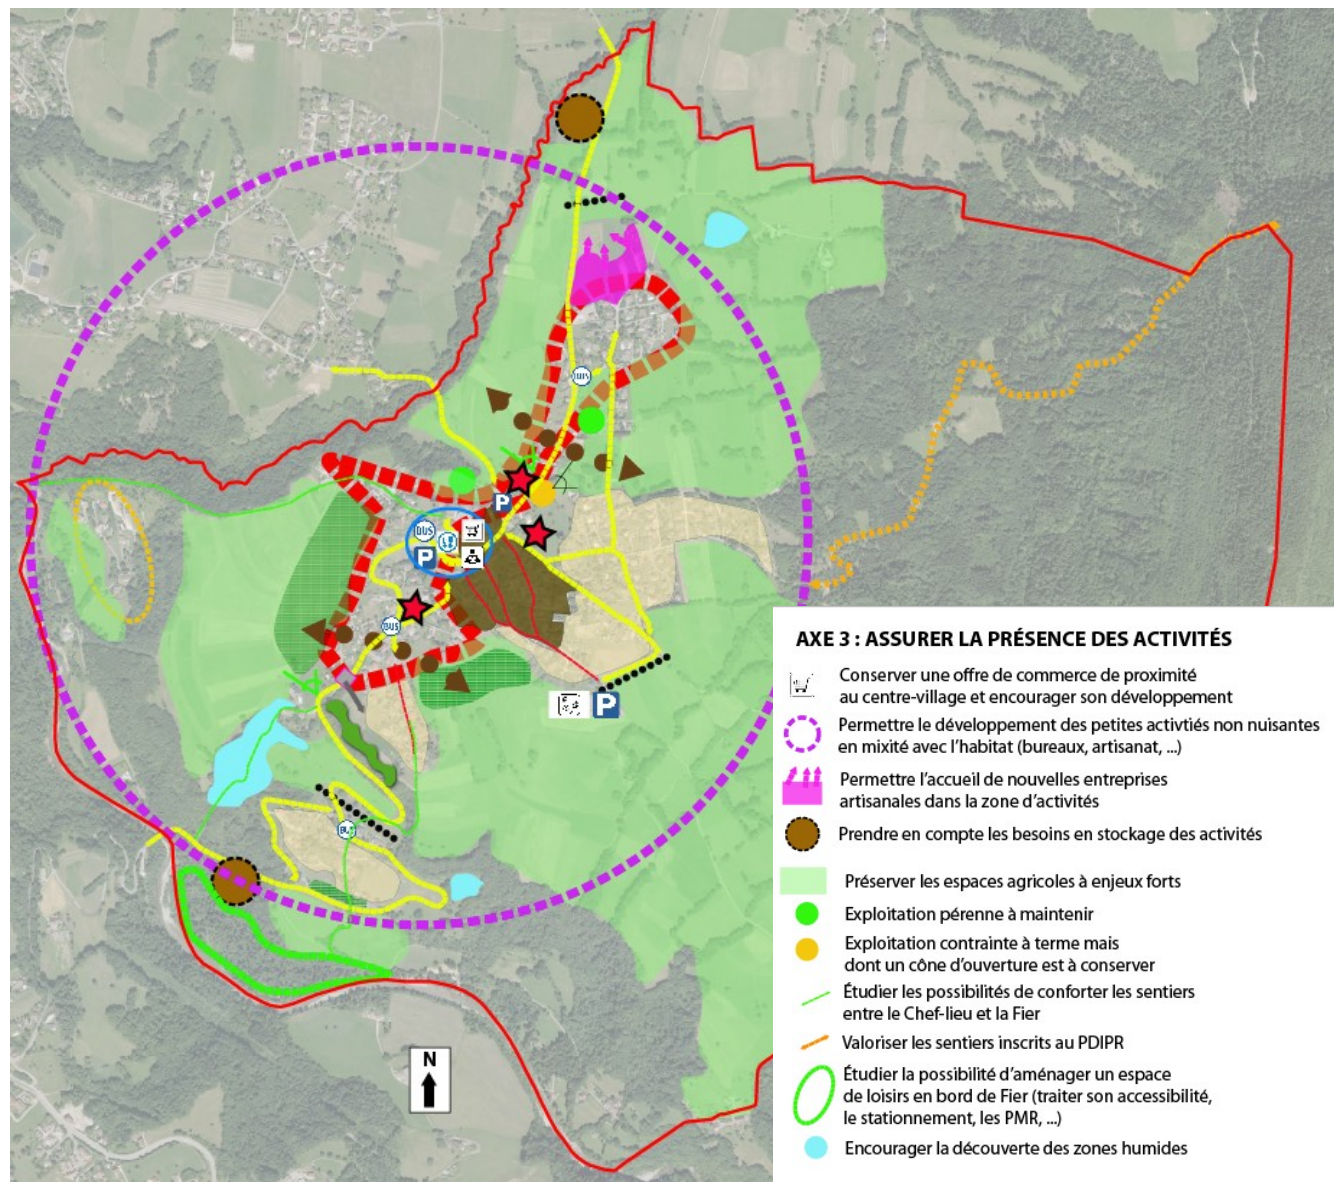 BUS
P
BUS
P
BUS
P
BUS
N
AXE 3 : ASSURER LA PRÉSENCE DES ACTIVITÉS
Conserver une offre de commerce de proximité
au centre-village et encourager son développement
Permettre le développement des petites activtiés non nuisantes
en mixité avec l'habitat (bureaux, artisanat, ...)
Permettre l'accueil de nouvelles entreprises
artisanales dans la zone d'activités
Prendre en compte les besoins en stockage des activités
Préserver les espaces agricoles à enjeux forts
Exploitation pérenne à maintenir
Exploitation contrainte à terme mais
dont un cône d'ouverture est à conserver
Étudier les possibilités de conforter les sentiers
entre le Chef-lieu et la Fier
Valoriser les sentiers inscrits au PDIPR
Étudier la possibilité d'aménager un espace
de loisirs en bord de Fier (traiter son accessibilité,
le stationnement, les PMR, ...)
Encourager la découverte des zones humides